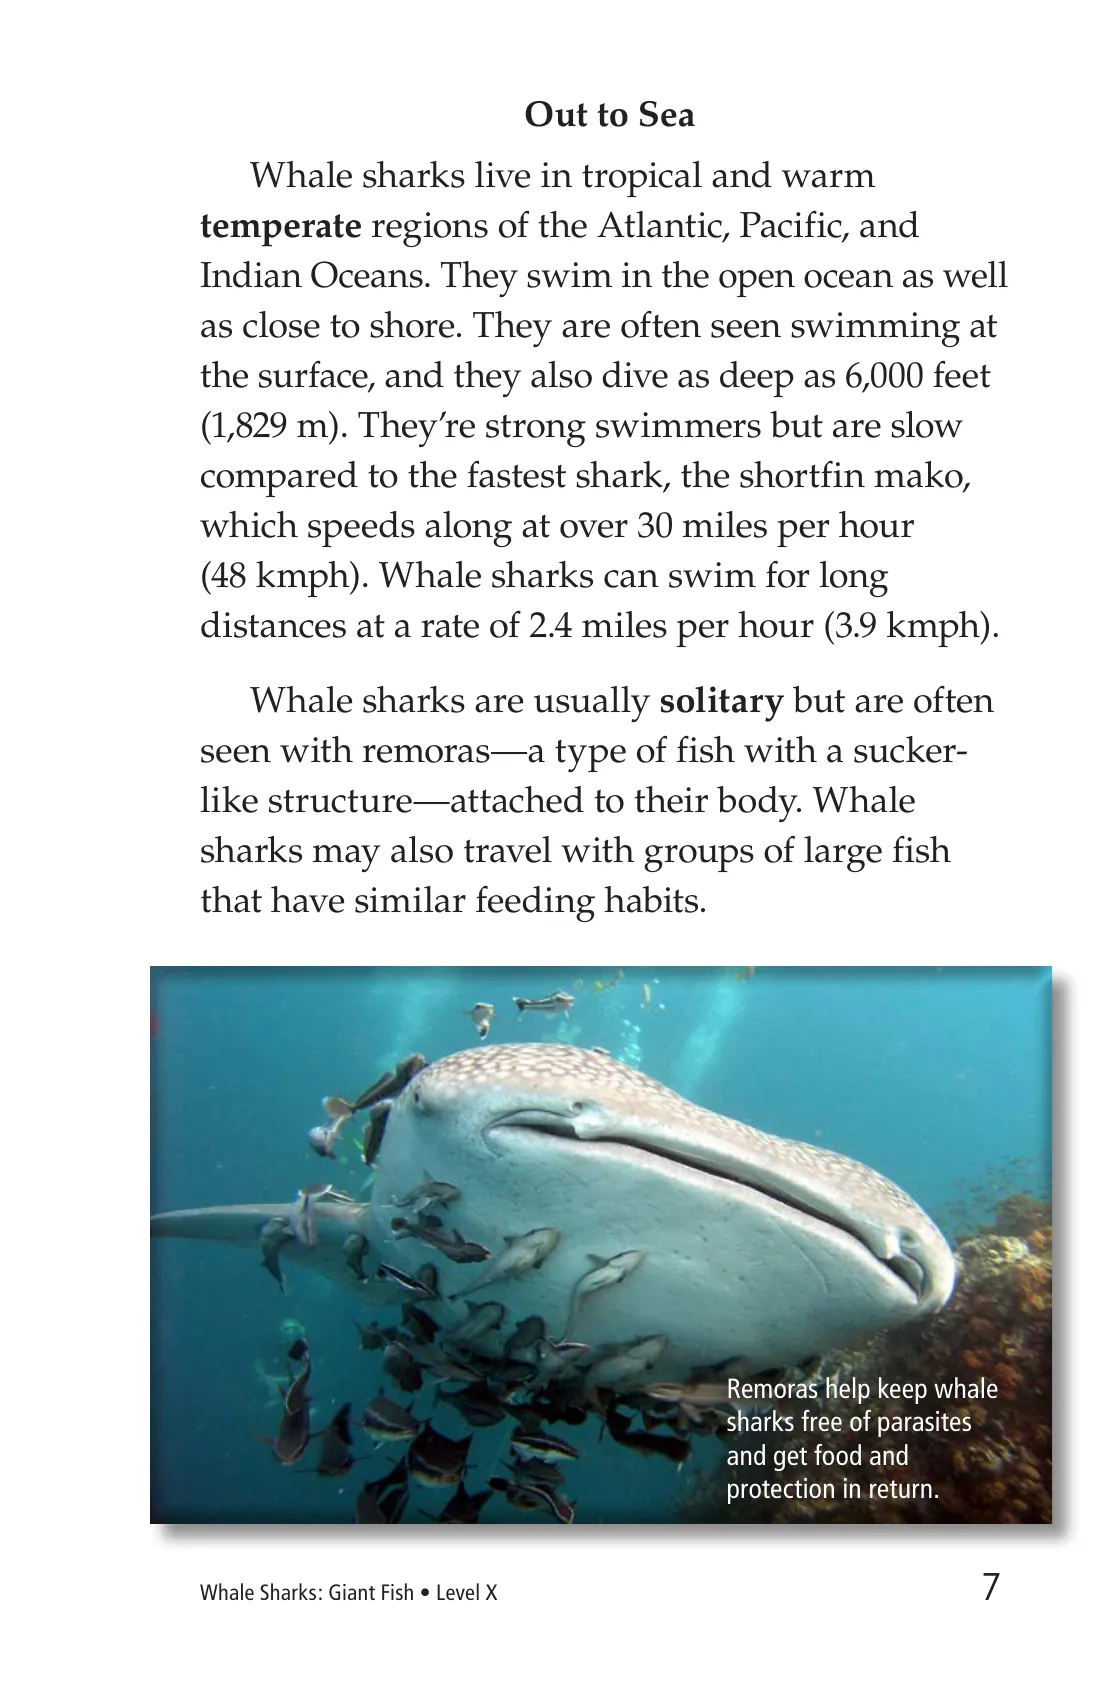 Out to Sea
Whale sharks live in tropical and warm
temperate regions of the Atlantic, Pacific, and
Indian Oceans. They swim in the open ocean as well
as close to shore. They are often seen swimming at
the surface, and they also dive as deep as 6,000 feet
(1,829 m). They’re strong swimmers but are slow
compared to the fastest shark, the shortfin mako,
which speeds along at over 30 miles per hour
(48 kmph). Whale sharks can swim for long
distances at a rate of 2.4 miles per hour (3.9 kmph).
Whale sharks are usually solitary but are often
seen with remoras—a type of fish with a sucker-
like structure—attached to their body. Whale
sharks may also travel with groups of large fish
that have similar feeding habits.
Remoras help keep whale
sharks free of parasites
and get food and
protection in return.
Whale Sharks: Giant Fish • Level X
7